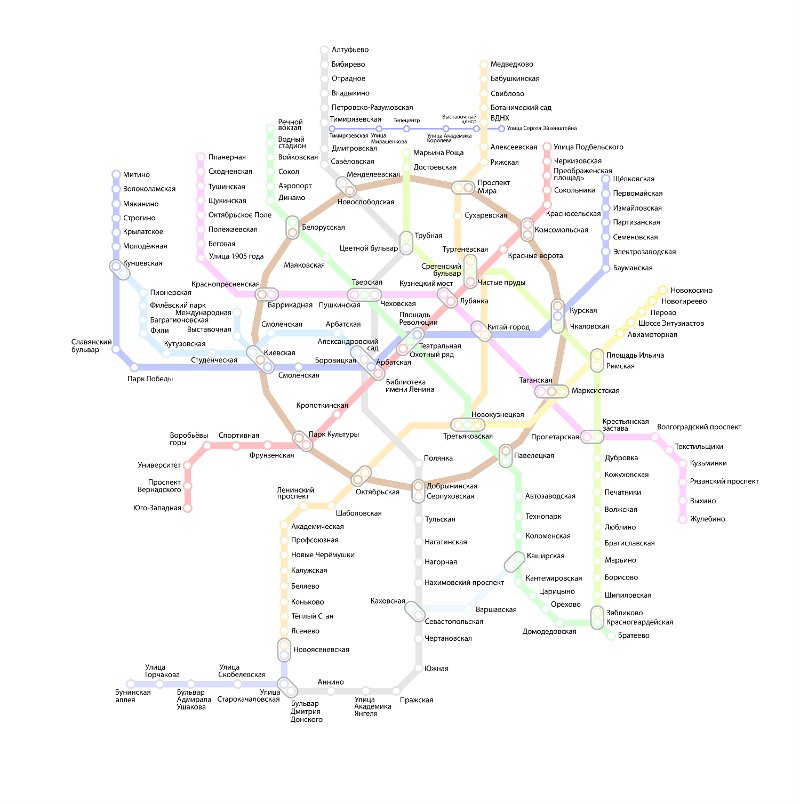 Алтуфьево
Бибирево
Отрадное
Владыкино
Петровско-Разумовская
Тимирязевская
Дмитровская
Савёловская
Менделеевская
Новослободская
Медведково
Бабушкинская
Свиблово
Ботанический сад
ВДНХ
Алексеевская
Рижская
Проспект
Мира
Тимирязевская
Улица
Милашенкова
Телецентр
Улица Академика
Королева
Выставочный
центр
Улица Сергея Эйзенштейна
Речной
вокзал
Водный
стадион
Войковская
Сокол
Аэропорт
Динамо
Белорусская
Марьина Роща
Достоевская
Трубная
Цветной бульвар
Улица Подбельского
Черкизовская
Преображенская
площадь
Сокольники
Красносельская
Комсомольская
Щёлковская
Первомайская
Измайловская
Партизанская
Семеновская
Электрозаводская
Бауманская
Планерная
Сходненская
Тушинская
Щукинская
Октябрьское Поле
Полежаевская
Беговая
Улица 1905 года
Краснопресненская
Баррикадная
Митино
Волоколамская
Мякинино
Строгино
Крылатское
Молодёжная
Кунцевская
Пионерская
Филёвский парк
Багратионовская
Фили
Кутузовская
Студенческая
Международная
Выставочная
Славянский
бульвар
Парк Победы
Киевская
Смоленская
Смоленская
Арбатская
Александровский
сад
Боровицкая
Арбатская
Библиотека
имени Ленина
Маяковская
Тверская
Пушкинская
Чеховская
Кузнецкий мост
Лубянка
Площадь
Революции
Театральная
Охотный ряд
Сухаревская
Тургеневская
Сретенский
бульвар
Чистые пруды
Красные ворота
Китай-город
Курская
Чкаловская
Новокосино
Новогиреево
Перово
Шоссе Энтузиастов
Авиамоторная
Площадь Ильича
Римская
Таганская
Марксистская
Кропоткинская
Парк Культуры
Фрунзенская
Спортивная
Воробьёвы
горы
Университет
Проспект
Вернадского
Юго-Западная
Новокузнецкая
Третьяковская
Полянка
Павелецкая
Добрынинская
Серпуховская
Октябрьская
Пролетарская
Крестьянская
застава
Волгоградский проспект
Текстильщики
Кузьминки
Рязанский проспект
Выхино
Жулебино
Дубровка
Кожуховская
Печатники
Волжская
Люблино
Братиславская
Марьино
Борисово
Шипиловская
Зябликово
Красногвардейская
Братеево
Автозаводская
Технопарк
Коломенская
Каширская
Кантемировская
Царицыно
Орехово
Домодедовская
Варшавская
Каховская
Тульская
Нагатинская
Нагорная
Нахимовский проспект
Севастопольская
Чертановская
Южная
Пражская
Улица
Академика
Янгеля
Аннино
Бульвар
Дмитрия
Донского
Ленинский
проспект
Шаболовская
Академическая
Профсоюзная
Новые Черёмушки
Калужская
Беляево
Коньково
Тёплый Стан
Ясенево
Новоясеневская
Улица
Старокачаловская
Улица
Скобелевская
Бульвар
Адмирала
Ушакова
Улица
Горчакова
Бунинская
аллея